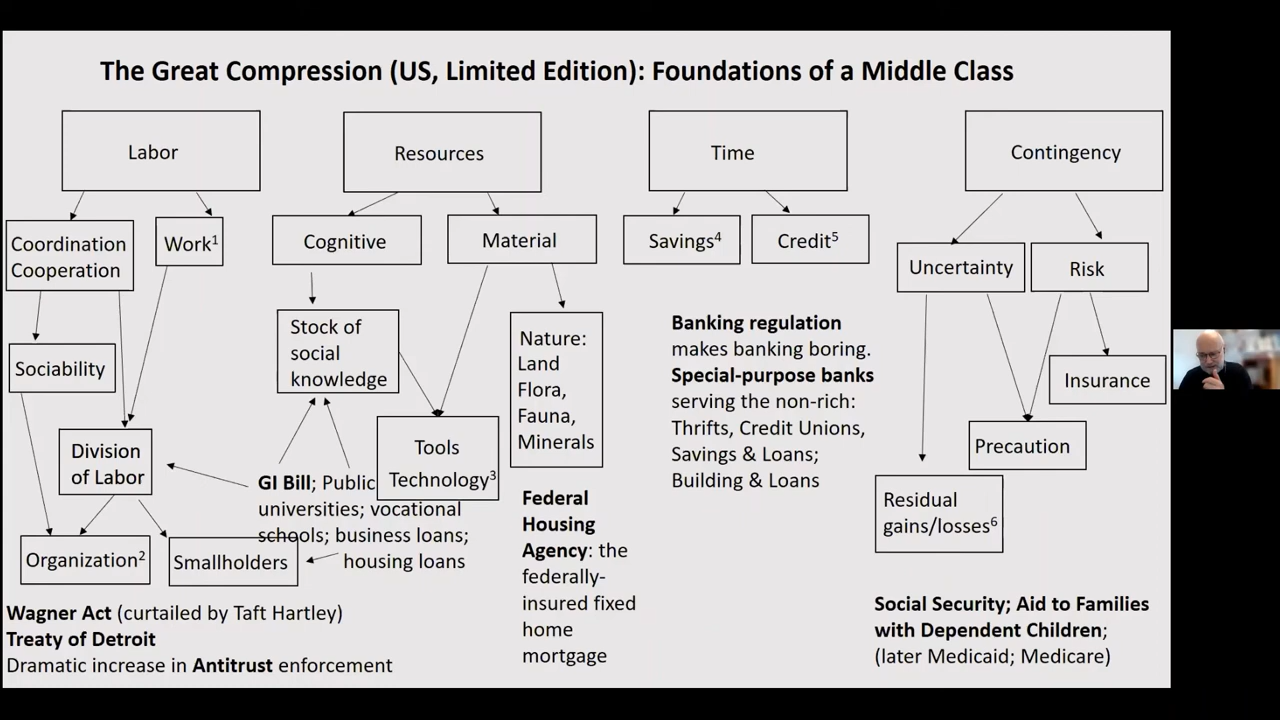 The Great Compression (US, Limited Edition): Foundations of a Middle Class
Labor
Resources
Time
Contingency
Coordination
Cooperation
Work¹
Cognitive
Material
Savings⁴
Credit⁵
Uncertainty
Risk
Sociability
Stock of
social
knowledge
Nature:
Land
Flora,
Fauna,
Minerals
Banking regulation
makes banking boring.
Special-purpose banks
serving the non-rich:
Thrifts, Credit Unions,
Savings & Loans;
Building & Loans
Insurance
Precaution
Division
of Labor
Tools
Technology³
GI Bill; Public
universities; vocational
schools; business loans;
housing loans
Residual
gains/losses⁶
Organization²
Smallholders
Federal
Housing
Agency: the
federally-
insured fixed
home
mortgage
Wagner Act (curtailed by Taft Hartley)
Treaty of Detroit
Dramatic increase in Antitrust enforcement
Social Security; Aid to Families
with Dependent Children;
(later Medicaid; Medicare)